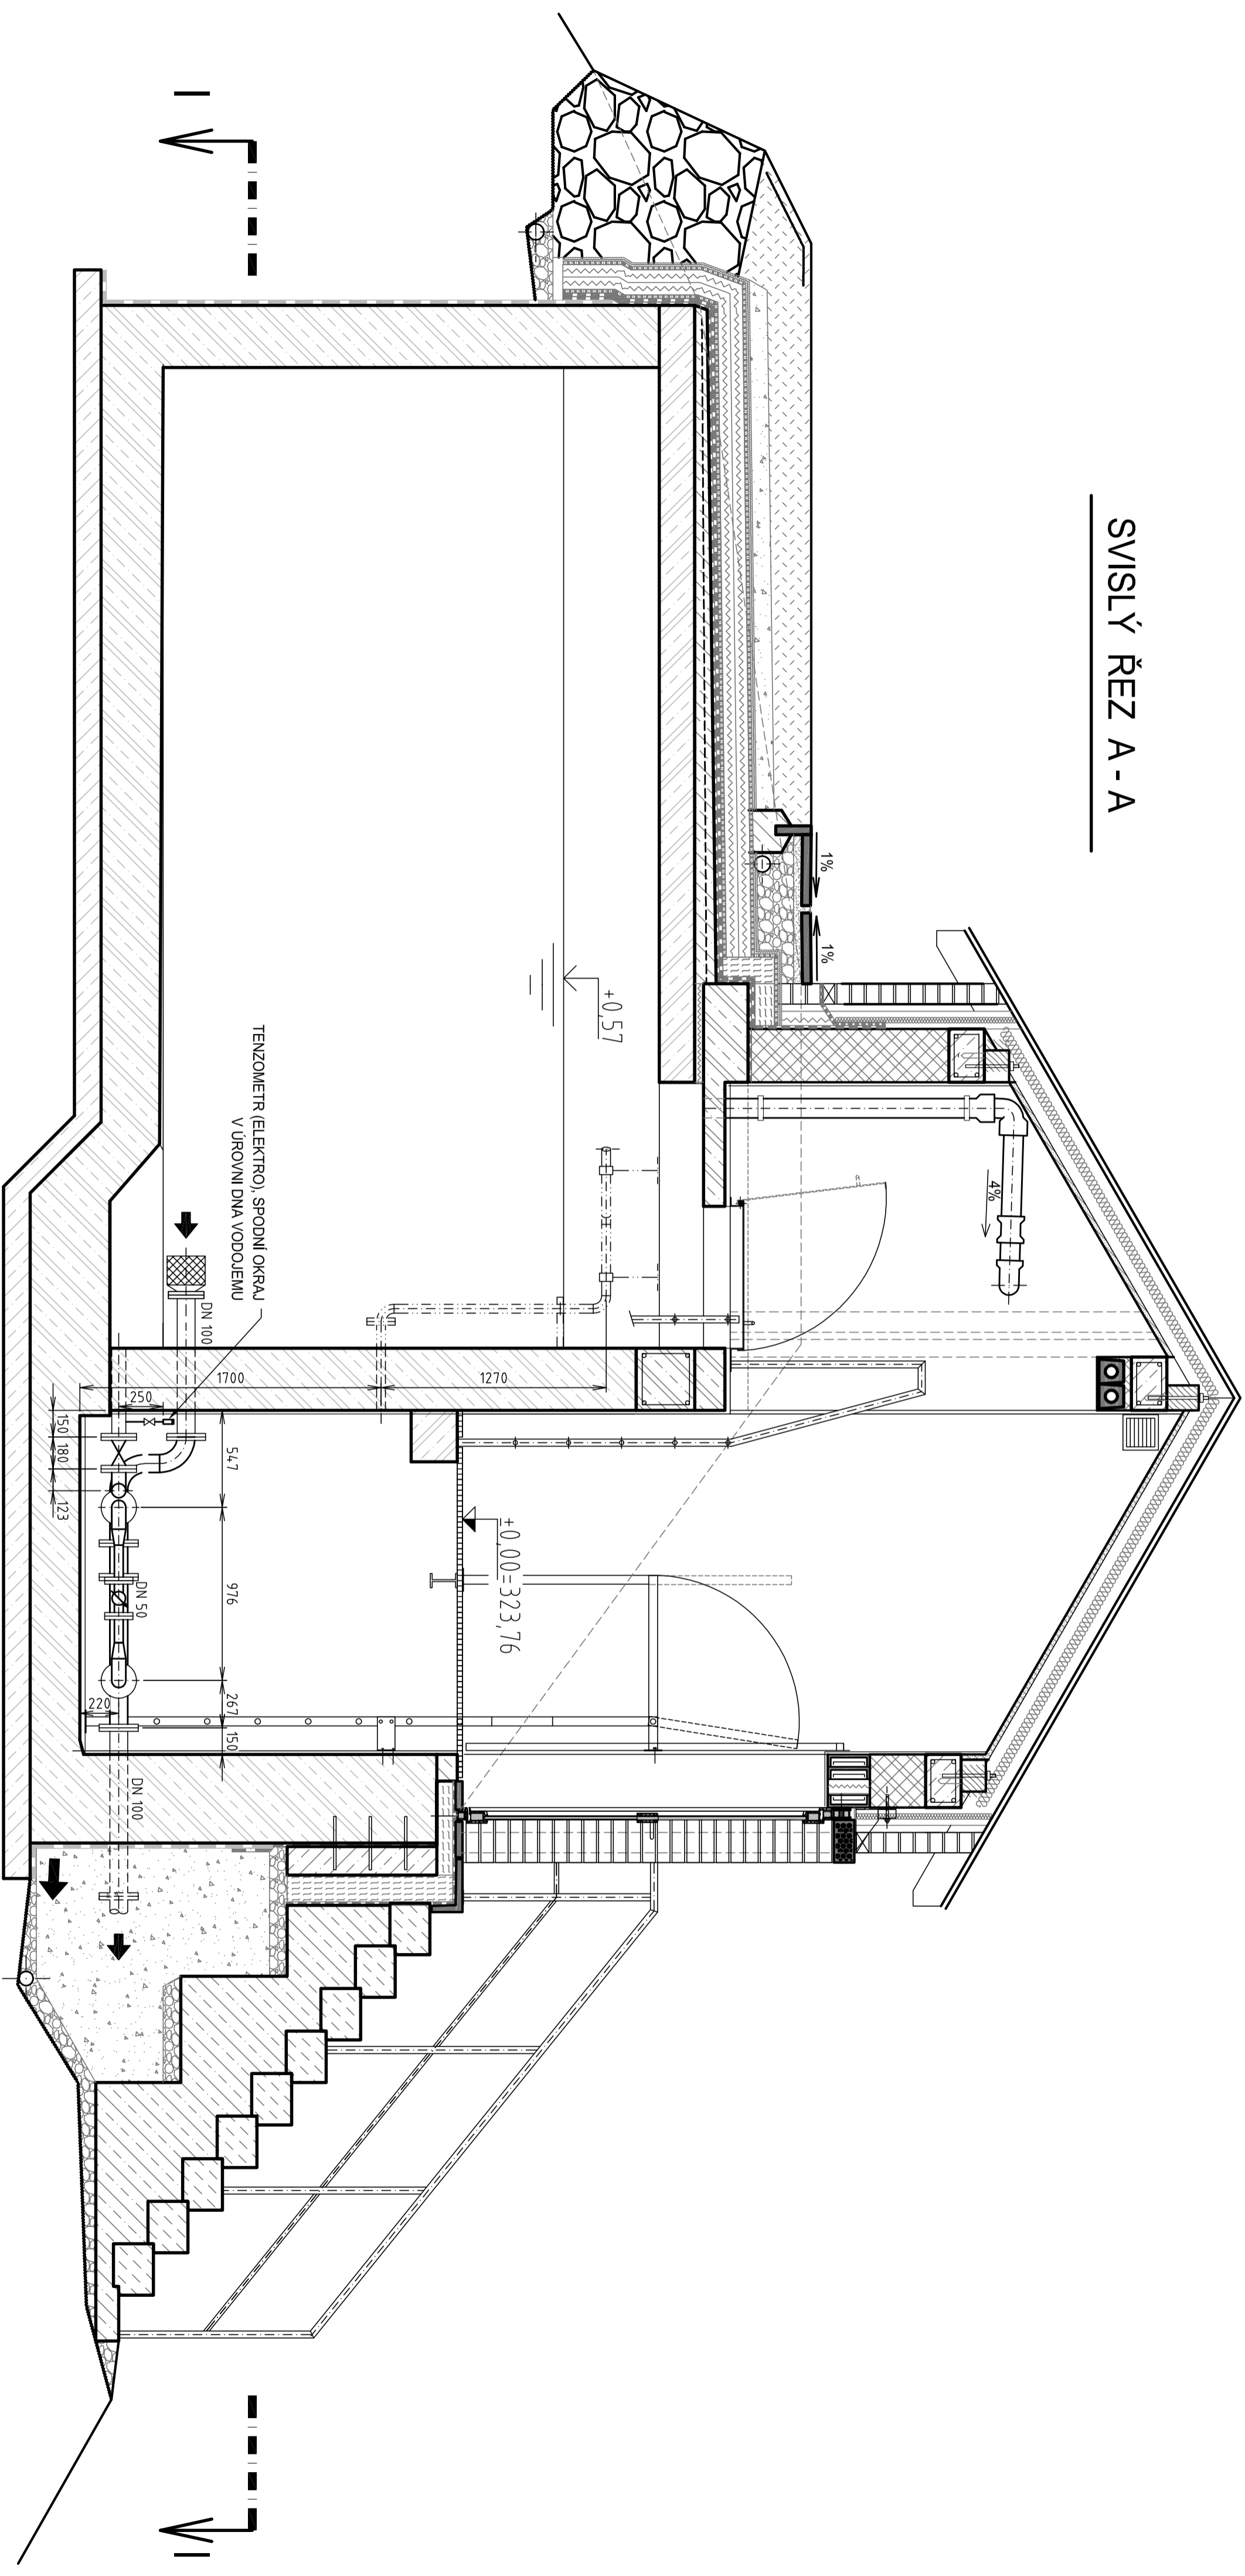 SVISLÝ ŘEZ A - A
1%
1%
4%
+0,57
±0,00=323,76
TENZOMETR (ELEKTRO), SPODNÍ OKRAJ
V ÚROVNI DNA VODOJEMU
DN 100
1700
1270
250
150
180
123
547
976
267
150
220
DN 50
DN 100
I
I